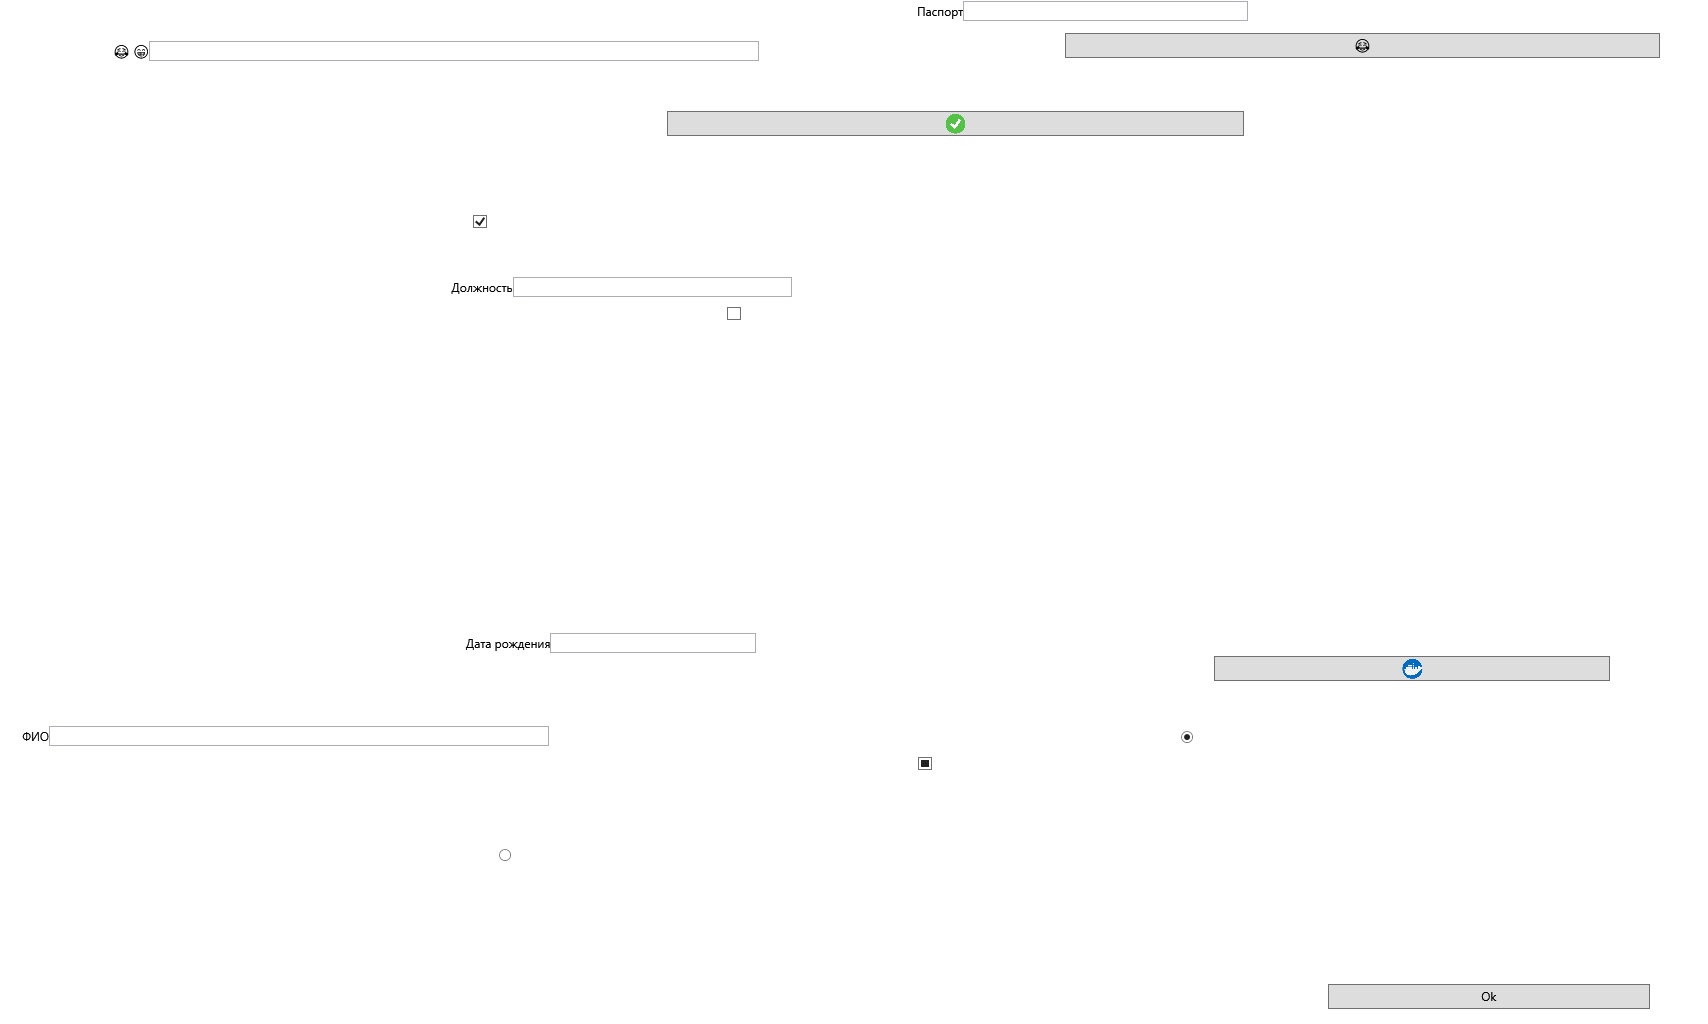 Паспорт
😂 😁
😂
Должность
Дата рождения
ФИО
Ok